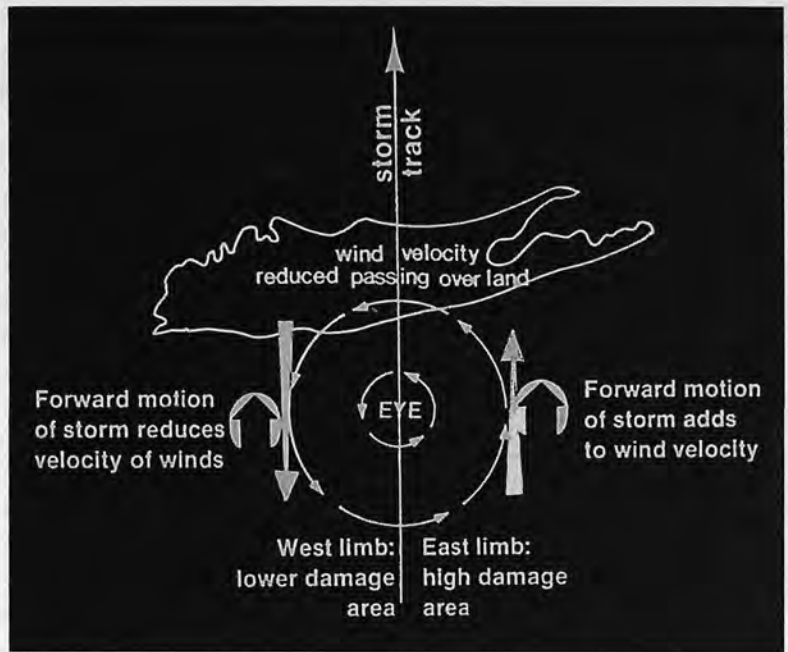 storm
track
wind velocity
reduced passing over land
EYE
Forward motion
of storm reduces
velocity of winds
Forward motion
of storm adds
to wind velocity
West limb:
lower damage
area
East limb:
high damage
area